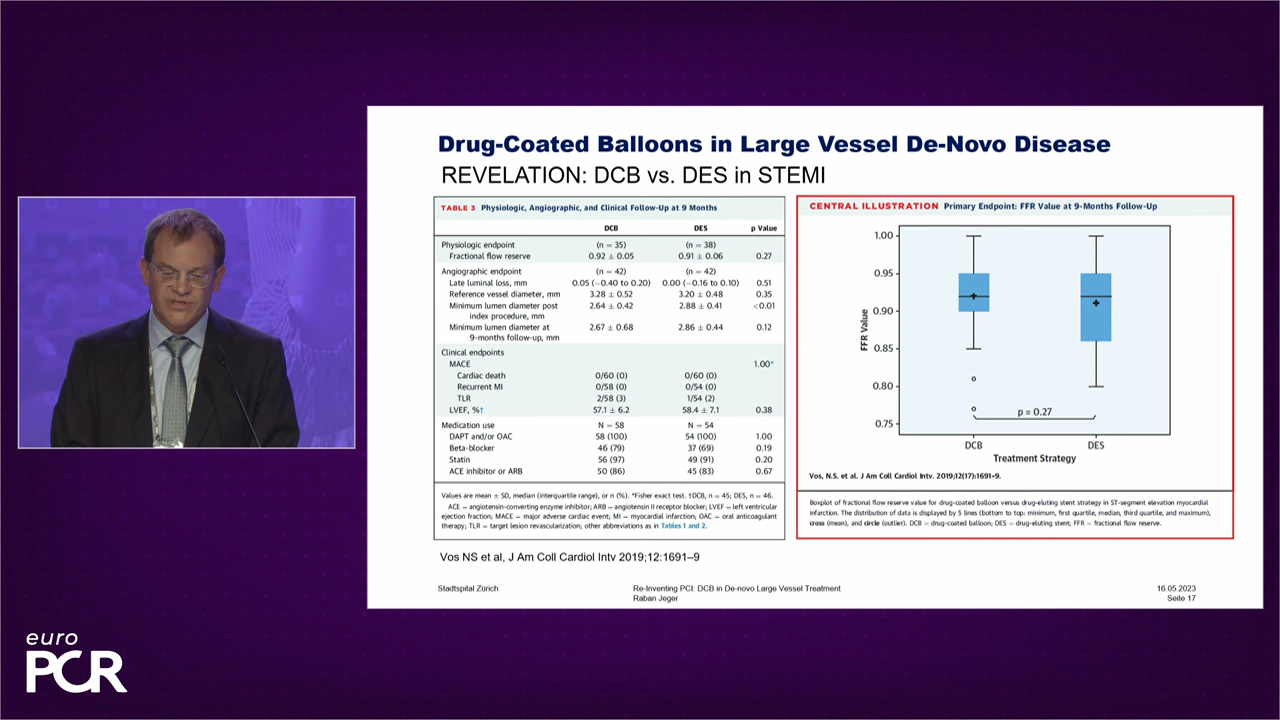 Drug-Coated Balloons in Large Vessel De-Novo Disease
REVELATION: DCB vs. DES in STEMI
TABLE 3 Physiologic, Angiographic, and Clinical Follow-Up at 9 Months
DCB DES p Value
Physiologic endpoint (n = 35) (n = 38)
Fractional flow reserve 0.92 ± 0.05 0.91 ± 0.06 0.27
Angiographic endpoint (n = 42) (n = 42)
Late luminal loss, mm 0.05 (−0.40 to 0.20) 0.00 (−0.16 to 0.10) 0.51
Reference vessel diameter, mm 3.28 ± 0.52 3.20 ± 0.48 0.35
Minimum lumen diameter post 2.64 ± 0.42 2.88 ± 0.41 <0.01
index procedure, mm
Minimum lumen diameter at 2.67 ± 0.68 2.86 ± 0.44 0.12
9-months follow-up, mm
Clinical endpoints
MACE 1.00*
Cardiac death 0/60 (0) 0/60 (0)
Recurrent MI 0/58 (0) 0/54 (0)
TLR 2/58 (3) 1/54 (2)
LVEF, %† 57.1 ± 6.2 58.4 ± 7.1 0.38
Medication use N = 58 N = 54
DAPT and/or OAC 58 (100) 54 (100) 1.00
Beta-blocker 46 (79) 37 (69) 0.19
Statin 56 (97) 49 (91) 0.20
ACE inhibitor or ARB 50 (86) 45 (83) 0.67
Values are mean ± SD, median (interquartile range), or n (%). *Fisher exact test. †DCB, n = 45; DES, n = 46.
ACE = angiotensin-converting enzyme inhibitor; ARB = angiotensin II receptor blocker; LVEF = left ventricular
ejection fraction; MACE = major adverse cardiac event; MI = myocardial infarction; OAC = oral anticoagulant
therapy; TLR = target lesion revascularization; other abbreviations as in Tables 1 and 2.
CENTRAL ILLUSTRATION Primary Endpoint: FFR Value at 9-Months Follow-Up
1.00
0.95
0.90
0.85
0.80
0.75
FFR Value
p = 0.27
DCB DES
Treatment Strategy
Vos, N.S. et al. J Am Coll Cardiol Intv. 2019;12(17):1691-9.
Boxplot of fractional flow reserve value for drug-coated balloon versus drug-eluting stent strategy in ST-segment elevation myocardial
infarction. The distribution of data is displayed by 5 lines (bottom to top: minimum, first quartile, median, third quartile, and maximum),
cross (mean), and circle (outlier). DCB = drug-coated balloon; DES = drug-eluting stent; FFR = fractional flow reserve.
Vos NS et al, J Am Coll Cardiol Intv 2019;12:1691–9
Stadtspital Zürich Re-Inventing PCI: DCB in De-novo Large Vessel Treatment 16.05.2023
Raban Jeger Seite 17
euro
PCR